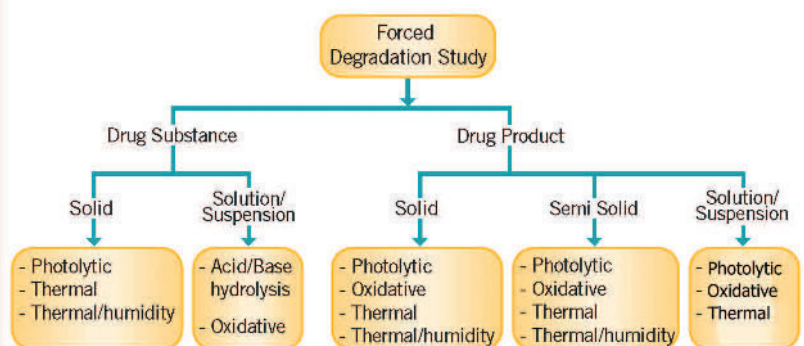 Forced
Degradation Study
Drug Substance
Drug Product
Solid
Solution/
Suspension
Solid
Semi Solid
Solution/
Suspension
- Photolytic
- Thermal
- Thermal/humidity
- Acid/Base
hydrolysis
- Oxidative
- Photolytic
- Oxidative
- Thermal
- Thermal/humidity
- Photolytic
- Oxidative
- Thermal
- Thermal/humidity
- Photolytic
- Oxidative
- Thermal